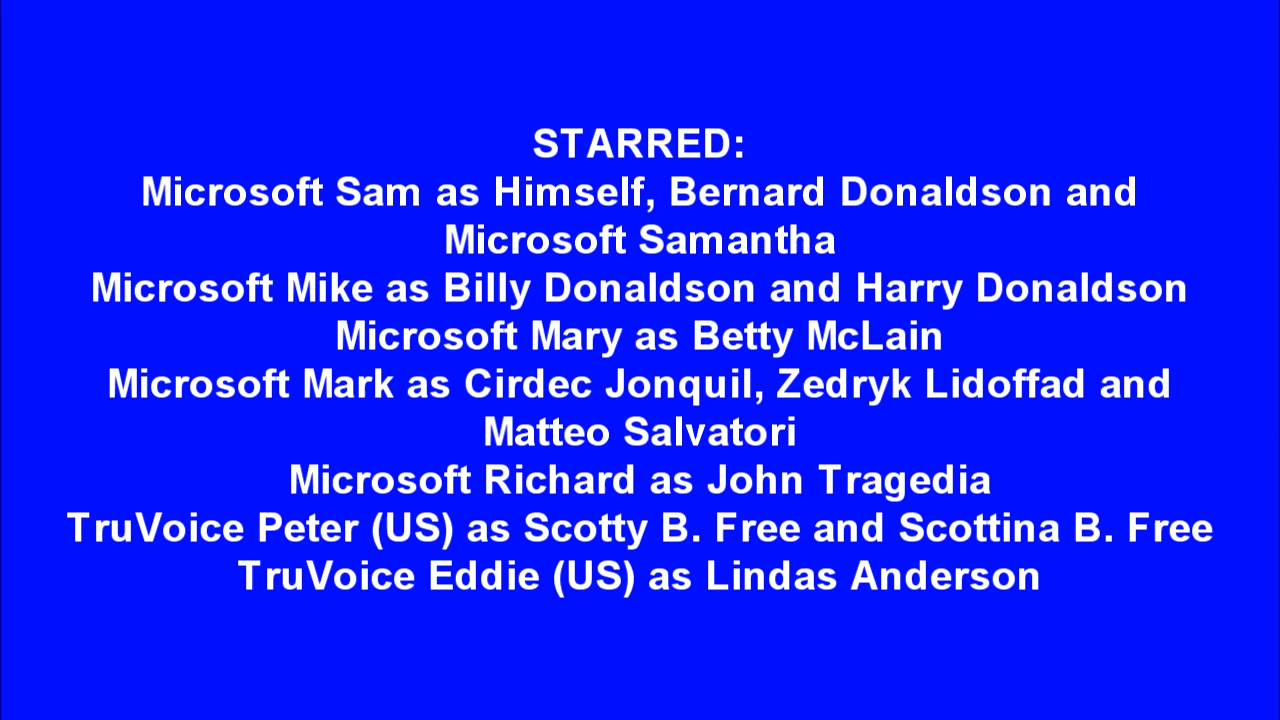 STARRED:
Microsoft Sam as Himself, Bernard Donaldson and
Microsoft Samantha
Microsoft Mike as Billy Donaldson and Harry Donaldson
Microsoft Mary as Betty McLain
Microsoft Mark as Cirdec Jonquil, Zedryk Lidoffad and
Matteo Salvatori
Microsoft Richard as John Tragedia
TruVoice Peter (US) as Scotty B. Free and Scottina B. Free
TruVoice Eddie (US) as Lindas Anderson